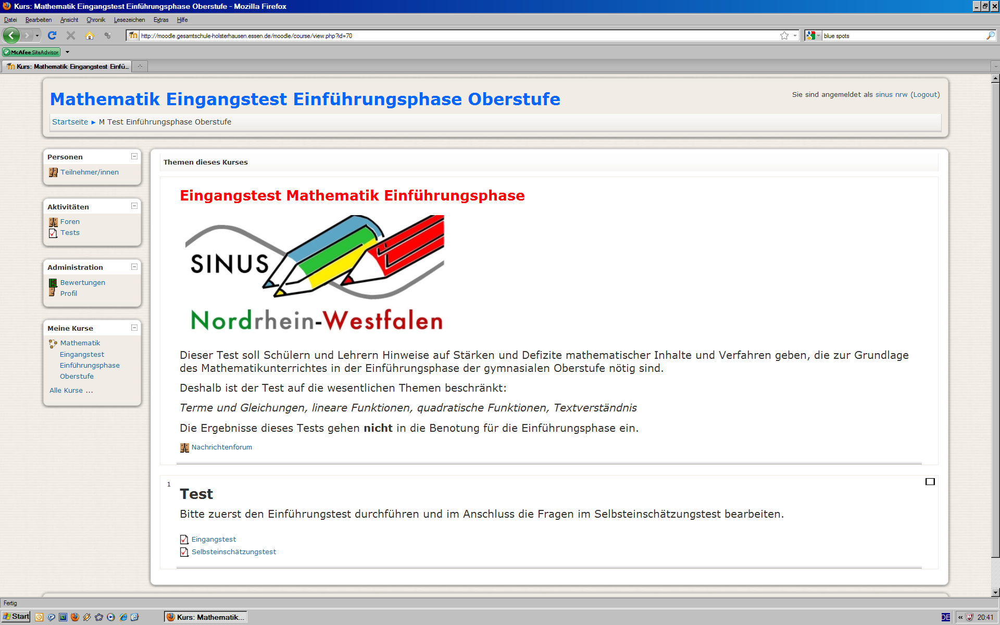 Kurs: Mathematik Eingangstest Einführungsphase Oberstufe - Mozilla Firefox
Datei Bearbeiten Ansicht Chronik Lesezeichen Extras Hilfe
http://moodle.gesamtschule-holsterhausen.essen.de/moodle/course/view.php?id=70
blue spots
McAfee SiteAdvisor
Kurs: Mathematik Eingangstest Einfü...
Mathematik Eingangstest Einführungsphase Oberstufe
Sie sind angemeldet als sinus nrw (Logout)
Startseite ► M Test Einführungsphase Oberstufe
Personen
Teilnehmer/innen
Aktivitäten
Foren
Tests
Administration
Bewertungen
Profil
Meine Kurse
Mathematik
Eingangstest
Einführungsphase
Oberstufe
Alle Kurse ...
Themen dieses Kurses
Eingangstest Mathematik Einführungsphase
SINUS
Nordrhein-Westfalen
Dieser Test soll Schülern und Lehrern Hinweise auf Stärken und Defizite mathematischer Inhalte und Verfahren geben, die zur Grundlage
des Mathematikunterrichtes in der Einführungsphase der gymnasialen Oberstufe nötig sind.
Deshalb ist der Test auf die wesentlichen Themen beschränkt:
Terme und Gleichungen, lineare Funktionen, quadratische Funktionen, Textverständnis
Die Ergebnisse dieses Tests gehen nicht in die Benotung für die Einführungsphase ein.
Nachrichtenforum
1
Test
Bitte zuerst den Einführungstest durchführen und im Anschluss die Fragen im Selbsteinschätzungstest bearbeiten.
Eingangstest
Selbsteinschätzungstest
Fertig
Start
Kurs: Mathematik...
DE
« 20:41